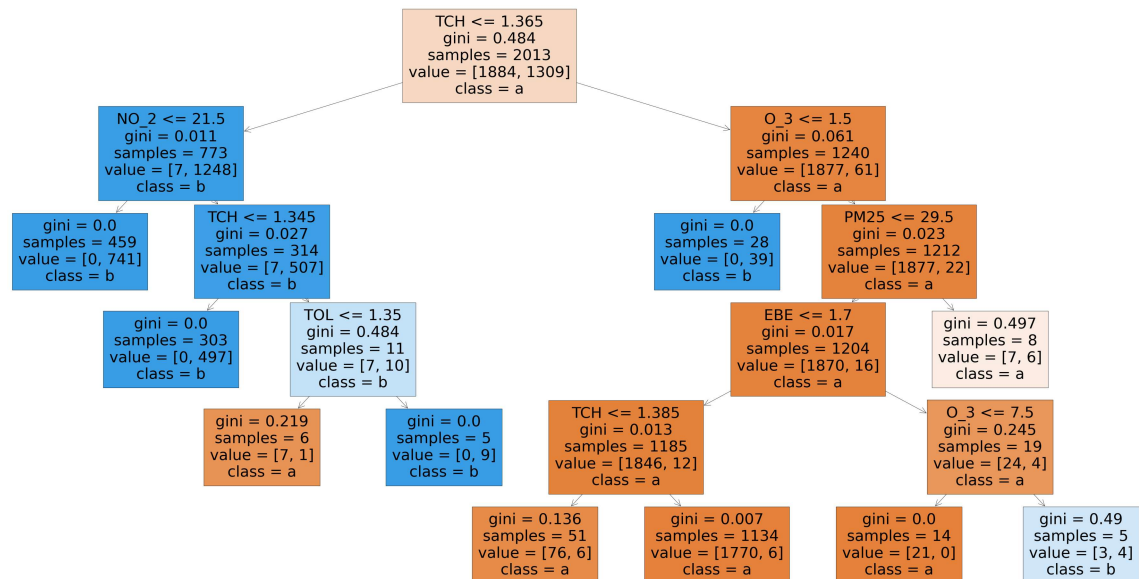 TCH <= 1.365
gini = 0.484
samples = 2013
value = [1884, 1309]
class = a
NO_2 <= 21.5
gini = 0.011
samples = 773
value = [7, 1248]
class = b
O_3 <= 1.5
gini = 0.061
samples = 1240
value = [1877, 61]
class = a
gini = 0.0
samples = 459
value = [0, 741]
class = b
TCH <= 1.345
gini = 0.027
samples = 314
value = [7, 507]
class = b
gini = 0.0
samples = 28
value = [0, 39]
class = b
PM25 <= 29.5
gini = 0.023
samples = 1212
value = [1877, 22]
class = a
gini = 0.0
samples = 303
value = [0, 497]
class = b
TOL <= 1.35
gini = 0.484
samples = 11
value = [7, 10]
class = b
EBE <= 1.7
gini = 0.017
samples = 1204
value = [1870, 16]
class = a
gini = 0.497
samples = 8
value = [7, 6]
class = a
gini = 0.219
samples = 6
value = [7, 1]
class = a
gini = 0.0
samples = 5
value = [0, 9]
class = b
TCH <= 1.385
gini = 0.013
samples = 1185
value = [1846, 12]
class = a
O_3 <= 7.5
gini = 0.245
samples = 19
value = [24, 4]
class = a
gini = 0.136
samples = 51
value = [76, 6]
class = a
gini = 0.007
samples = 1134
value = [1770, 6]
class = a
gini = 0.0
samples = 14
value = [21, 0]
class = a
gini = 0.49
samples = 5
value = [3, 4]
class = b